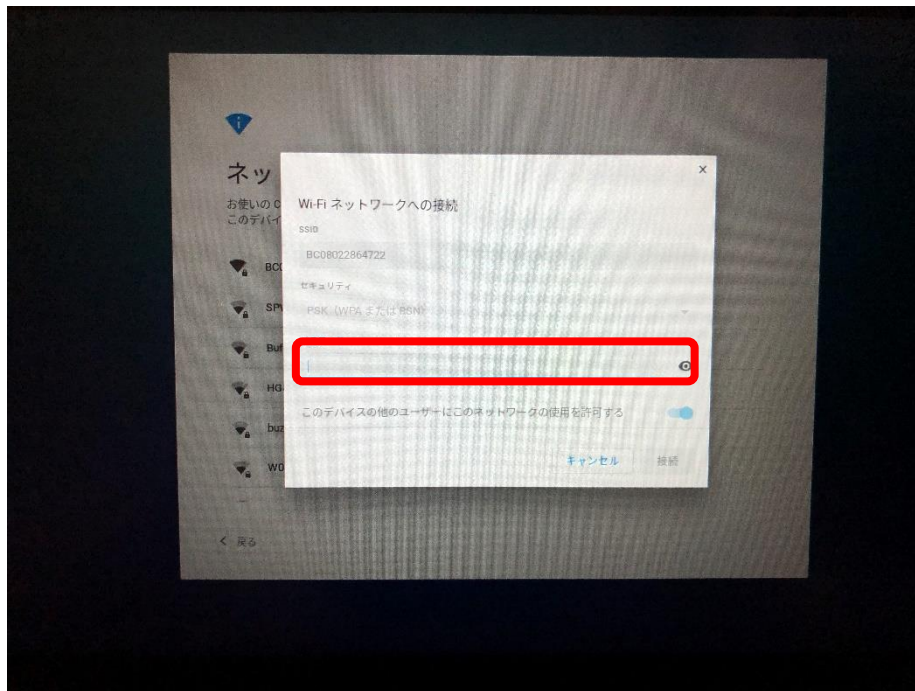 ネッ
お使いの C
このデバイ
BC0
SPW
Buf
HG
buz
W0
戻る
×
Wi-Fi ネットワークへの接続
SSID
BC08022864722
セキュリティ
PSK（WPA または RSN）
このデバイスの他のユーザーにこのネットワークの使用を許可する
キャンセル 接続